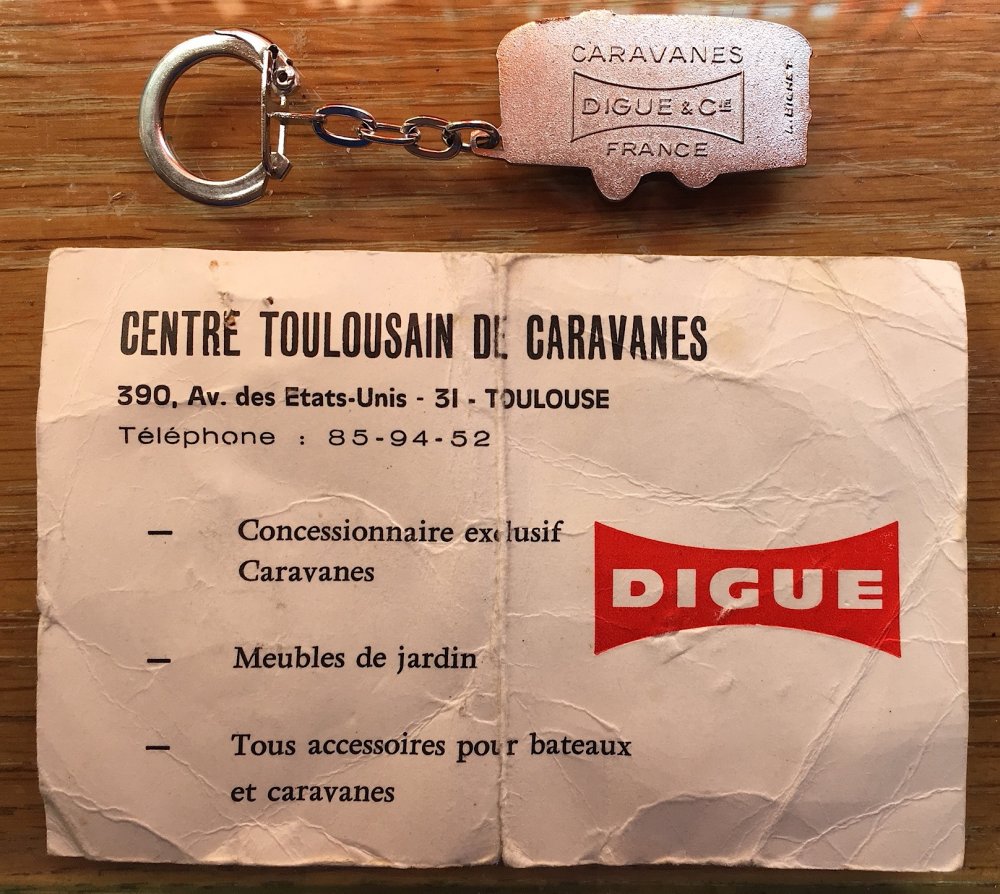 CARAVANES
DIGUE & Cie
FRANCE
L. BICHET
CENTRE TOULOUSAIN DE CARAVANES
390, Av. des Etats-Unis - 31 - TOULOUSE
Téléphone : 85-94-52
— Concessionnaire exclusif
Caravanes
DIGUE
— Meubles de jardin
— Tous accessoires pour bateaux
et caravanes